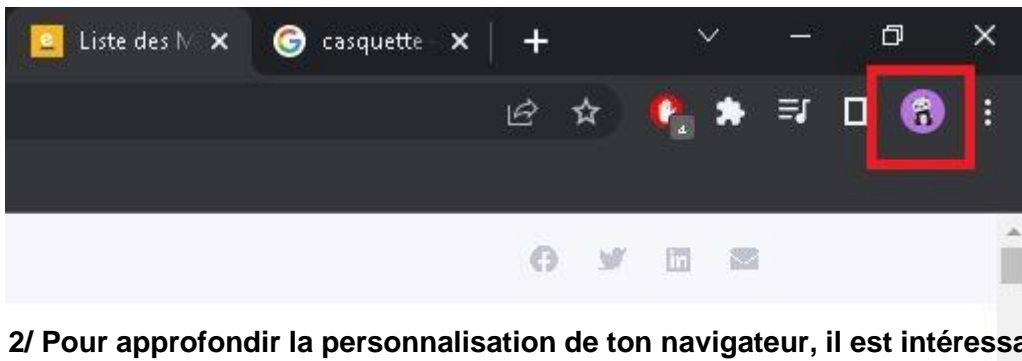 Liste des M
casquette -
2/ Pour approfondir la personnalisation de ton navigateur, il est intéressa